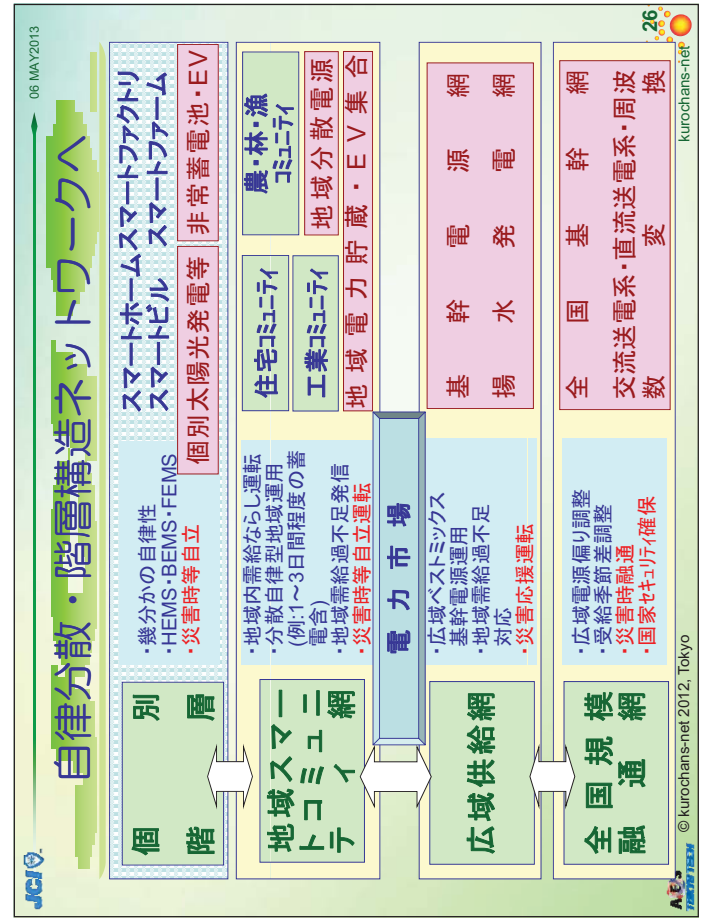 JCI
06 MAY2013
自律分散・階層構造ネットワークへ
個別
階層
・幾分かの自律性
・HEMS・BEMS・FEMS
・災害時等自立
スマートホームスマートファクトリ
スマートビル スマートファーム
個別太陽光発電等
非常蓄電池・EV
地域スマー
トコミュニ
ティ網
・地域内需給ならし運転
・分散自律型地域運用
(例:1～3日間程度の蓄
電含)
・地域需給過不足発信
・災害時等自立運転
住宅コミュニティ
工業コミュニティ
農・林・漁
コミュニティ
地域分散電源
地域電力貯蔵・EV集合
電力市場
広域供給網
・広域ベストミックス
基幹電源運用
・地域需給過不足
対応
・災害応援運転
基幹電源網
揚水発電網
全国規模
融通網
・広域電源偏り調整
・受給季節差調整
・災害時融通
・国家セキュリティ確保
全国基幹網
交流送電系・直流送電系・周波
数変換
© kurochans-net 2012, Tokyo
kurochans-net
26